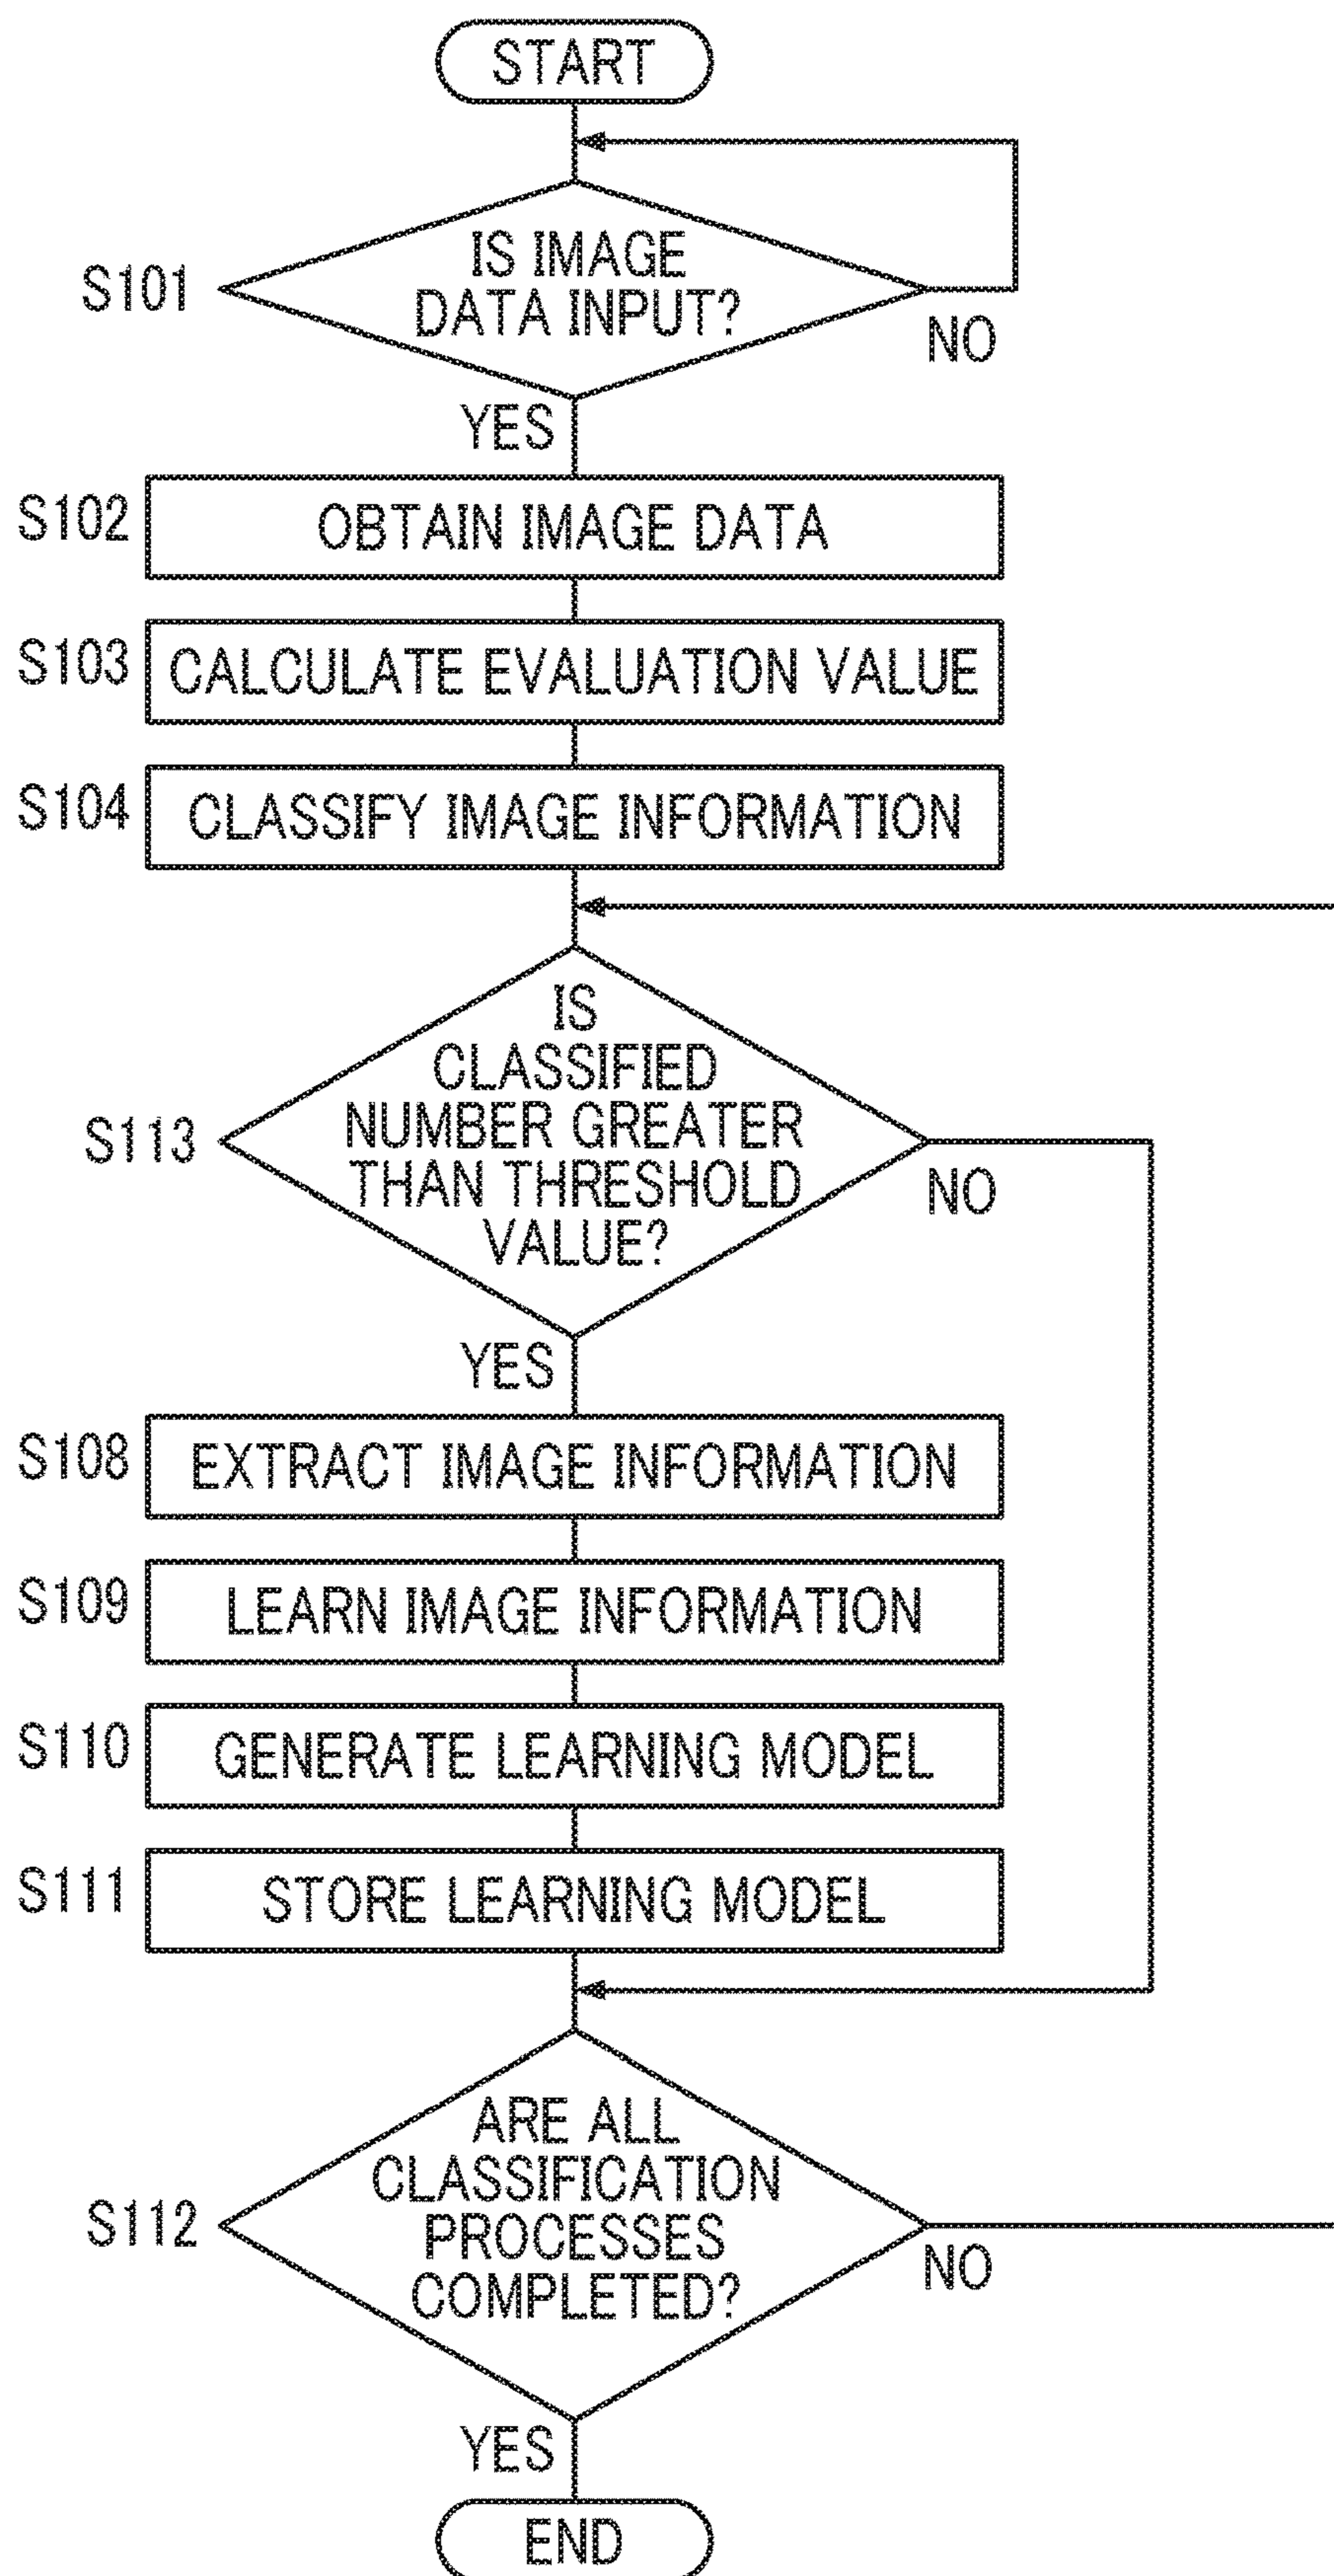 START
S101
IS IMAGE
DATA INPUT?
NO
YES
S102
OBTAIN IMAGE DATA
S103
CALCULATE EVALUATION VALUE
S104
CLASSIFY IMAGE INFORMATION
S113
IS
CLASSIFIED
NUMBER GREATER
THAN THRESHOLD
VALUE?
NO
YES
S108
EXTRACT IMAGE INFORMATION
S109
LEARN IMAGE INFORMATION
S110
GENERATE LEARNING MODEL
S111
STORE LEARNING MODEL
S112
ARE ALL
CLASSIFICATION
PROCESSES
COMPLETED?
NO
YES
END